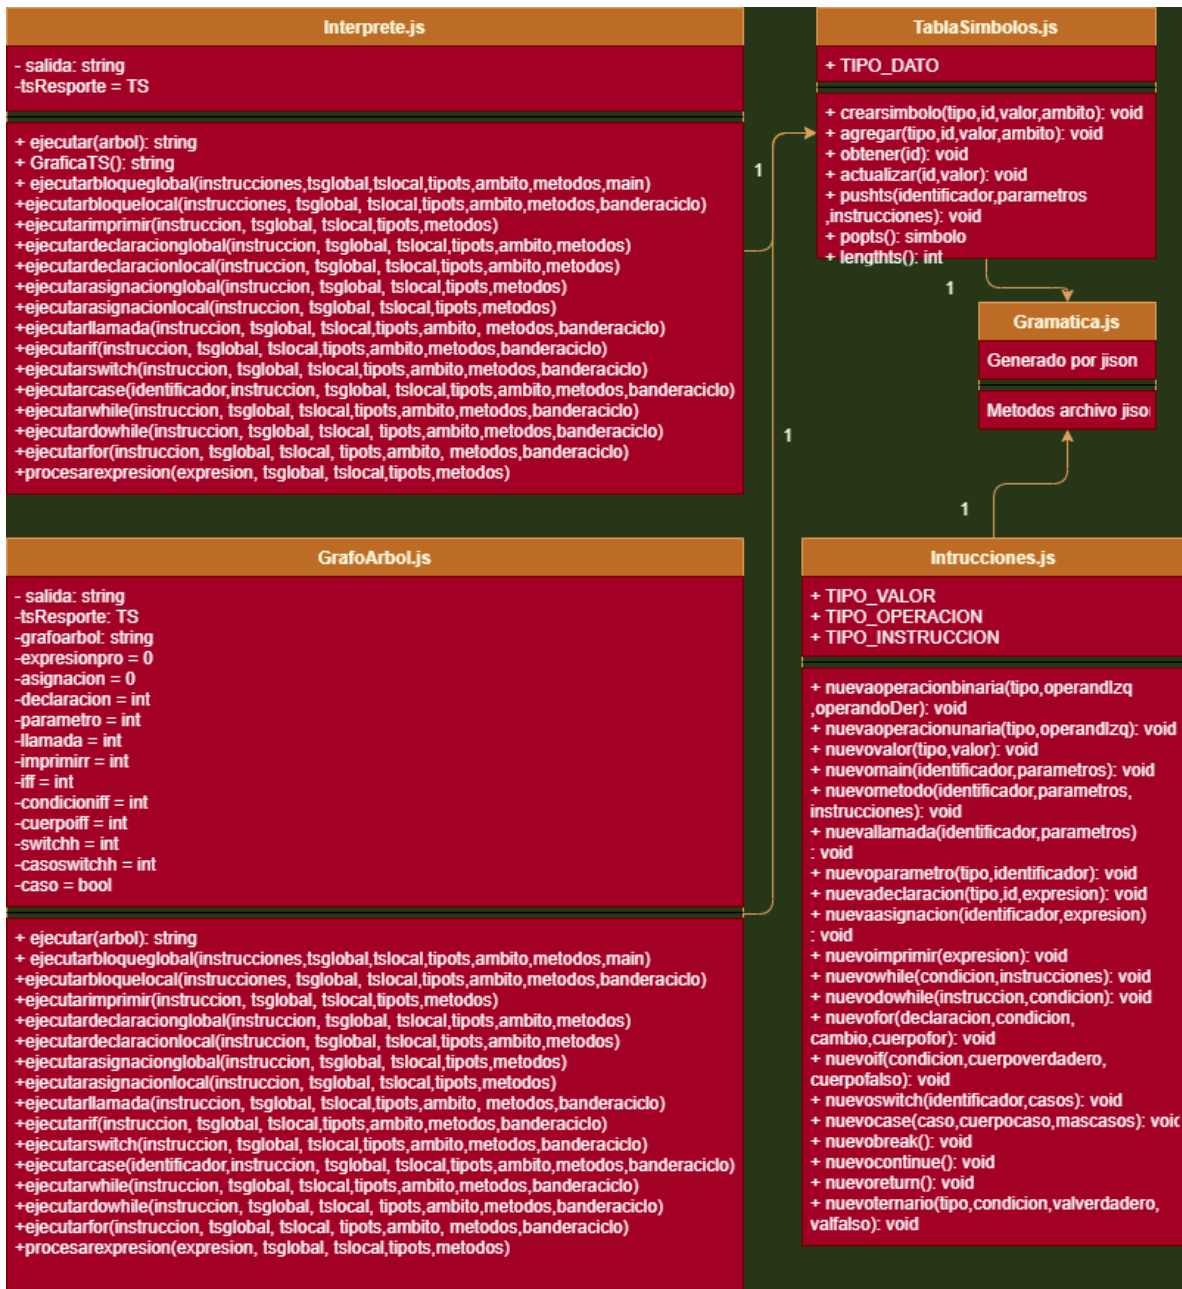 Interprete.js
- salida: string
-tsResporte = TS
+ ejecutar(arbol): string
+ GraficaTS(): string
+ ejecutarbloqueglobal(instrucciones,tsglobal,tslocal,tipots,ambito,metodos,main)
+ejecutarbloquelocal(instrucciones, tsglobal, tslocal,tipots,ambito,metodos,banderaciclo)
+ejecutarimprimir(instruccion, tsglobal, tslocal,tipots,metodos)
+ejecutardeclaracionglobal(instruccion, tsglobal, tslocal,tipots,ambito,metodos)
+ejecutardeclaracionlocal(instruccion, tsglobal, tslocal,tipots,ambito,metodos)
+ejecutarasignacionglobal(instruccion, tsglobal, tslocal,tipots,metodos)
+ejecutarasignacionlocal(instruccion, tsglobal, tslocal,tipots,metodos)
+ejecutarllamada(instruccion, tsglobal, tslocal,tipots,ambito, metodos,banderaciclo)
+ejecutarif(instruccion, tsglobal, tslocal,tipots,ambito,metodos,banderaciclo)
+ejecutarswitch(instruccion, tsglobal, tslocal,tipots,ambito,metodos,banderaciclo)
+ejecutarcase(identificador,instruccion, tsglobal, tslocal,tipots,ambito,metodos,banderaciclo)
+ejecutarwhile(instruccion, tsglobal, tslocal,tipots,ambito,metodos,banderaciclo)
+ejecutardowhile(instruccion, tsglobal, tslocal, tipots,ambito,metodos,banderaciclo)
+ejecutarfor(instruccion, tsglobal, tslocal, tipots,ambito, metodos,banderaciclo)
+procesarexpresion(expresion, tsglobal, tslocal,tipots,metodos)
TablaSimbolos.js
+ TIPO_DATO
+ crearsimbolo(tipo,id,valor,ambito): void
+ agregar(tipo,id,valor,ambito): void
+ obtener(id): void
+ actualizar(id,valor): void
+ pushts(identificador,parametros
,instrucciones): void
+ popts(): simbolo
+ lengthts(): int
1
1
Gramatica.js
Generado por jison
Metodos archivo jiso
1
1
GrafoArbol.js
- salida: string
-tsResporte: TS
-grafoarbol: string
-expresionpro = 0
-asignacion = 0
-declaracion = int
-parametro = int
-llamada = int
-imprimirr = int
-iff = int
-condicioniff = int
-cuerpoiff = int
-switchh = int
-casoswitchh = int
-caso = bool
+ ejecutar(arbol): string
+ ejecutarbloqueglobal(instrucciones,tsglobal,tslocal,tipots,ambito,metodos,main)
+ejecutarbloquelocal(instrucciones, tsglobal, tslocal,tipots,ambito,metodos,banderaciclo)
+ejecutarimprimir(instruccion, tsglobal, tslocal,tipots,metodos)
+ejecutardeclaracionglobal(instruccion, tsglobal, tslocal,tipots,ambito,metodos)
+ejecutardeclaracionlocal(instruccion, tsglobal, tslocal,tipots,ambito,metodos)
+ejecutarasignacionglobal(instruccion, tsglobal, tslocal,tipots,metodos)
+ejecutarasignacionlocal(instruccion, tsglobal, tslocal,tipots,metodos)
+ejecutarllamada(instruccion, tsglobal, tslocal,tipots,ambito, metodos,banderaciclo)
+ejecutarif(instruccion, tsglobal, tslocal,tipots,ambito,metodos,banderaciclo)
+ejecutarswitch(instruccion, tsglobal, tslocal,tipots,ambito,metodos,banderaciclo)
+ejecutarcase(identificador,instruccion, tsglobal, tslocal,tipots,ambito,metodos,banderaciclo)
+ejecutarwhile(instruccion, tsglobal, tslocal,tipots,ambito,metodos,banderaciclo)
+ejecutardowhile(instruccion, tsglobal, tslocal, tipots,ambito,metodos,banderaciclo)
+ejecutarfor(instruccion, tsglobal, tslocal, tipots,ambito, metodos,banderaciclo)
+procesarexpresion(expresion, tsglobal, tslocal,tipots,metodos)
Intrucciones.js
+ TIPO_VALOR
+ TIPO_OPERACION
+ TIPO_INSTRUCCION
+ nuevaoperacionbinaria(tipo,operandIzq
,operandoDer): void
+ nuevaoperacionunaria(tipo,operandIzq): void
+ nuevovalor(tipo,valor): void
+ nuevomain(identificador,parametros): void
+ nuevometodo(identificador,parametros,
instrucciones): void
+ nuevallamada(identificador,parametros)
: void
+ nuevoparametro(tipo,identificador): void
+ nuevadeclaracion(tipo,id,expresion): void
+ nuevaasignacion(identificador,expresion)
: void
+ nuevoimprimir(expresion): void
+ nuevowhile(condicion,instrucciones): void
+ nuevodowhile(instruccion,condicion): void
+ nuevofor(declaracion,condicion,
cambio,cuerpofor): void
+ nuevoif(condicion,cuerpoverdadero,
cuerpofalso): void
+ nuevoswitch(identificador,casos): void
+ nuevocase(caso,cuerpocaso,mascasos): void
+ nuevobreak(): void
+ nuevocontinue(): void
+ nuevoreturn(): void
+ nuevoternario(tipo,condicion,valverdadero,
valfalso): void